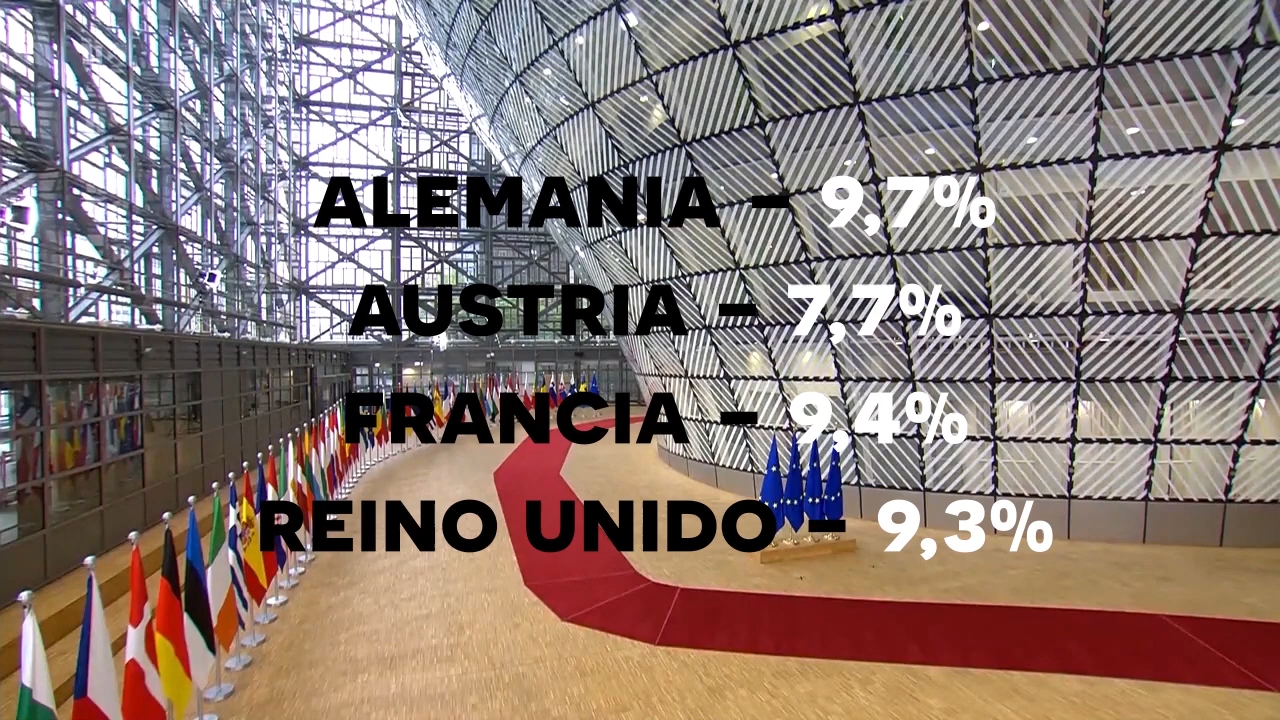 ALEMANIA - 9,7%
AUSTRIA - 7,7%
FRANCIA - 9,4%
REINO UNIDO - 9,3%